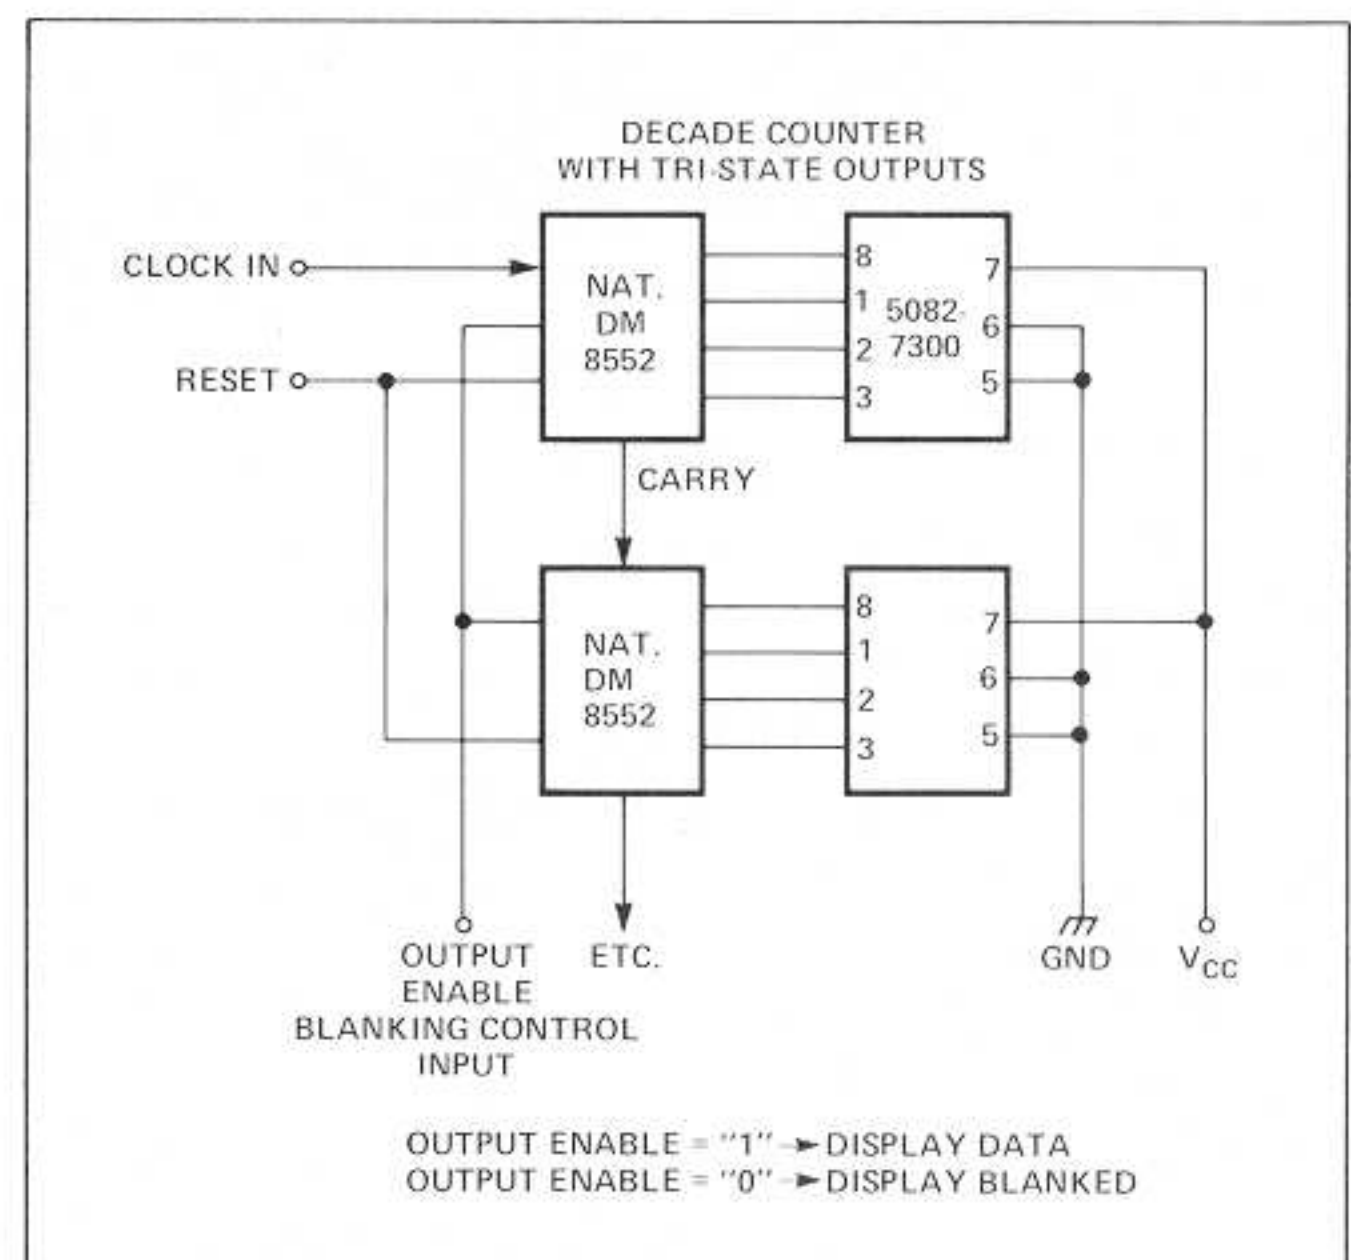 DECADE COUNTER
WITH TRI-STATE OUTPUTS
CLOCK IN
RESET
NAT.
DM
8552
8
1
2
3
5082-
7300
7
6
5
CARRY
NAT.
DM
8552
8
1
2
3
7
6
5
OUTPUT
ENABLE
BLANKING CONTROL
INPUT
ETC.
GND
VCC
OUTPUT ENABLE = "1" → DISPLAY DATA
OUTPUT ENABLE = "0" → DISPLAY BLANKED